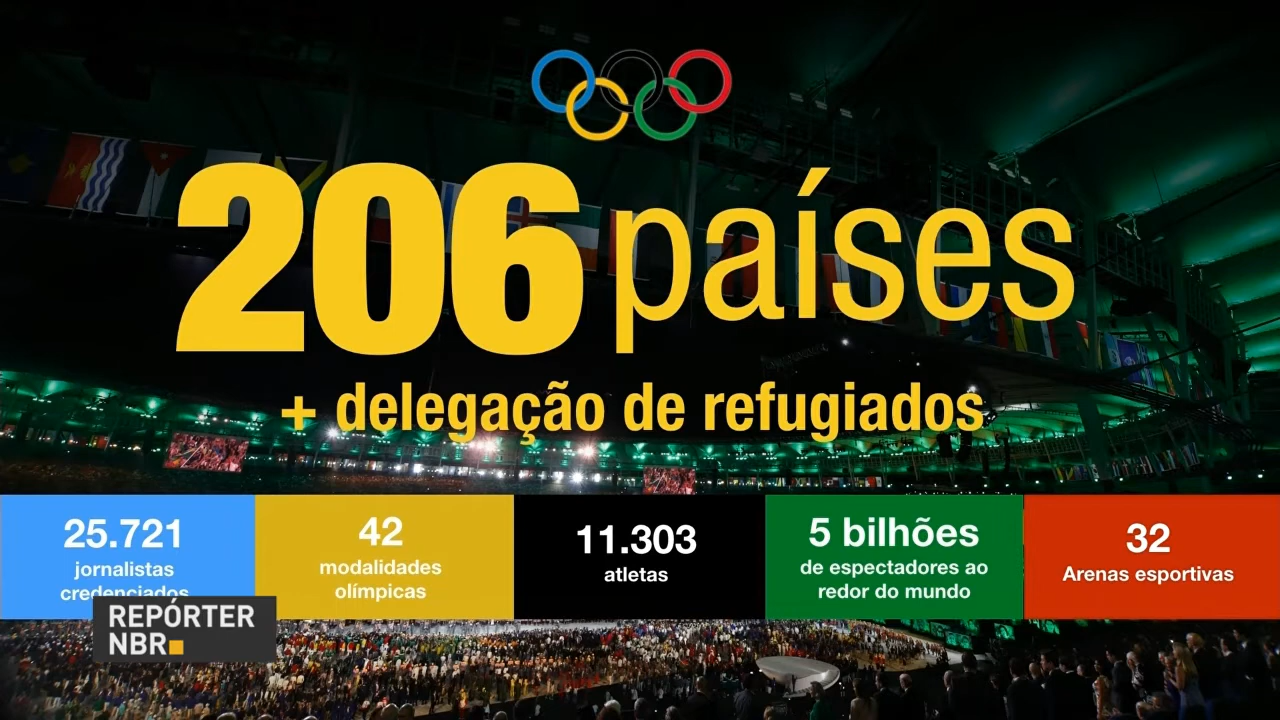 206 países
+ delegação de refugiados
25.721
jornalistas
credenciados
42
modalidades
olímpicas
11.303
atletas
5 bilhões
de espectadores ao
redor do mundo
32
Arenas esportivas
REPÓRTER
NBR